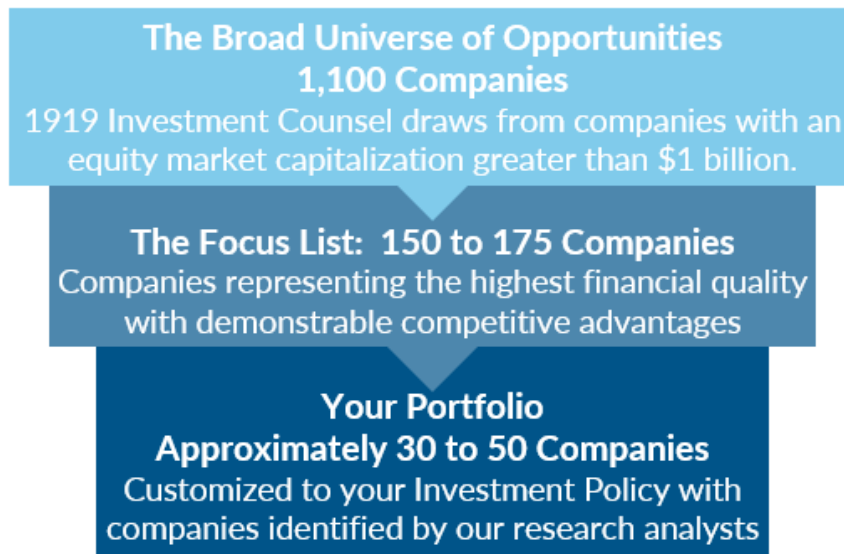 The Broad Universe of Opportunities
1,100 Companies
1919 Investment Counsel draws from companies with an
equity market capitalization greater than $1 billion.
The Focus List:  150 to 175 Companies
Companies representing the highest financial quality
with demonstrable competitive advantages
Your Portfolio
Approximately 30 to 50 Companies
Customized to your Investment Policy with
companies identified by our research analysts